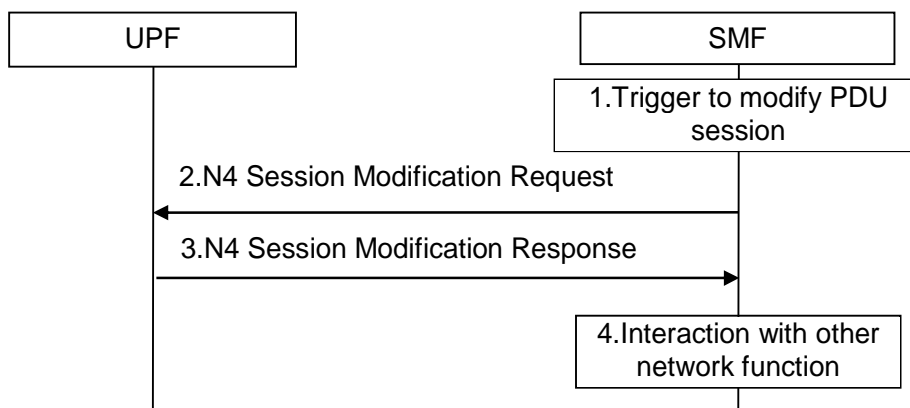 UPF
SMF
1.Trigger to modify PDU
session
2.N4 Session Modification Request
3.N4 Session Modification Response
4.Interaction with other
network function